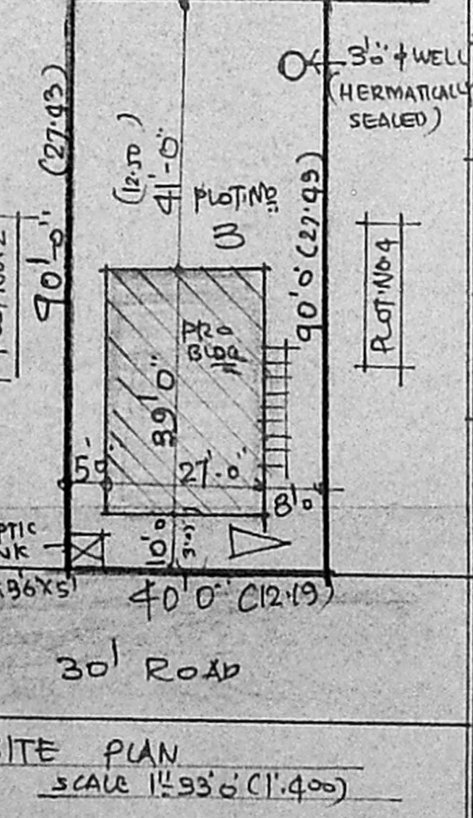 3'0" ϕ WELL
(HERMATICALLY
SEALED)
(27.43)
90'-0"
(12.50)
41'-0"
PLOT.NO
3
90'0" (27.43)
PLOT.NO.4
PRO
BLDG
39'0"
5'0"
27'.0"
8'0"
10'0"
3.05
40'0" (12.19)
30' ROAD
SITE PLAN
SCALE 1"=33'0" (1:400)